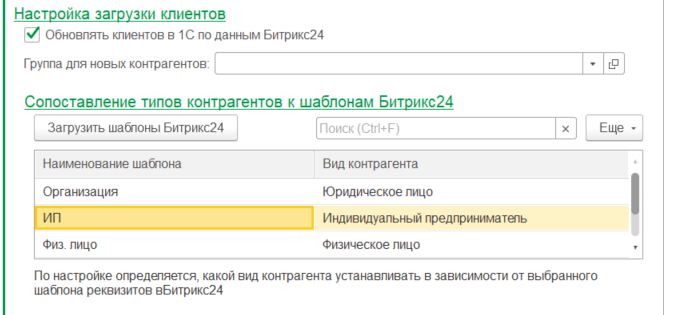 Настройка загрузки клиентов
Обновлять клиентов в 1С по данным Битрикс24
Группа для новых контрагентов:
Сопоставление типов контрагентов к шаблонам Битрикс24
Загрузить шаблоны Битрикс24 Поиск (Ctrl+F) × Еще
Наименование шаблона Вид контрагента
Организация Юридическое лицо
ИП Индивидуальный предприниматель
Физ. лицо Физическое лицо
По настройке определяется, какой вид контрагента устанавливать в зависимости от выбранного
шаблона реквизитов вБитрикс24